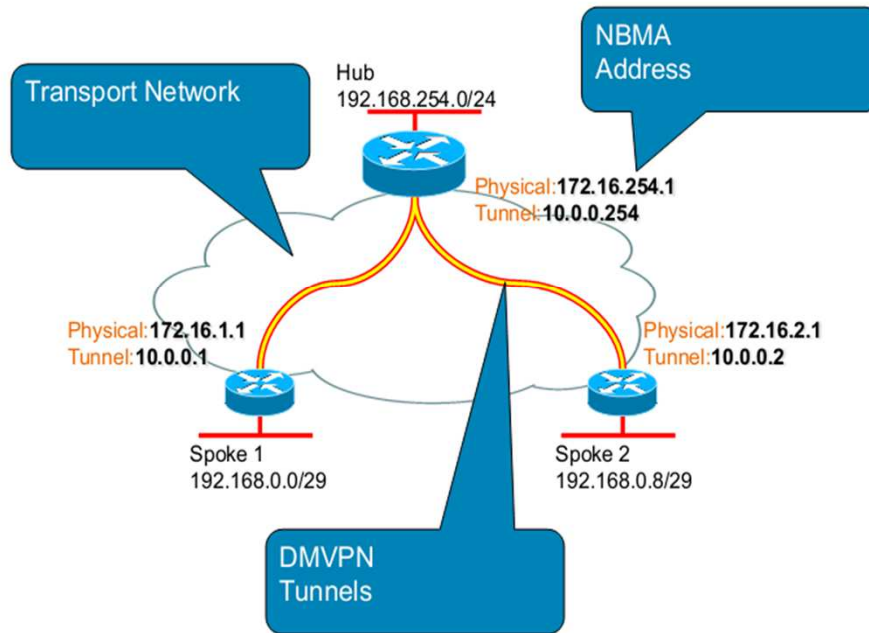 NBMA
Address
Transport Network
Hub
192.168.254.0/24
Physical:172.16.254.1
Tunnel:10.0.0.254
Physical:172.16.1.1
Tunnel:10.0.0.1
Physical:172.16.2.1
Tunnel:10.0.0.2
Spoke 1
192.168.0.0/29
Spoke 2
192.168.0.8/29
DMVPN
Tunnels